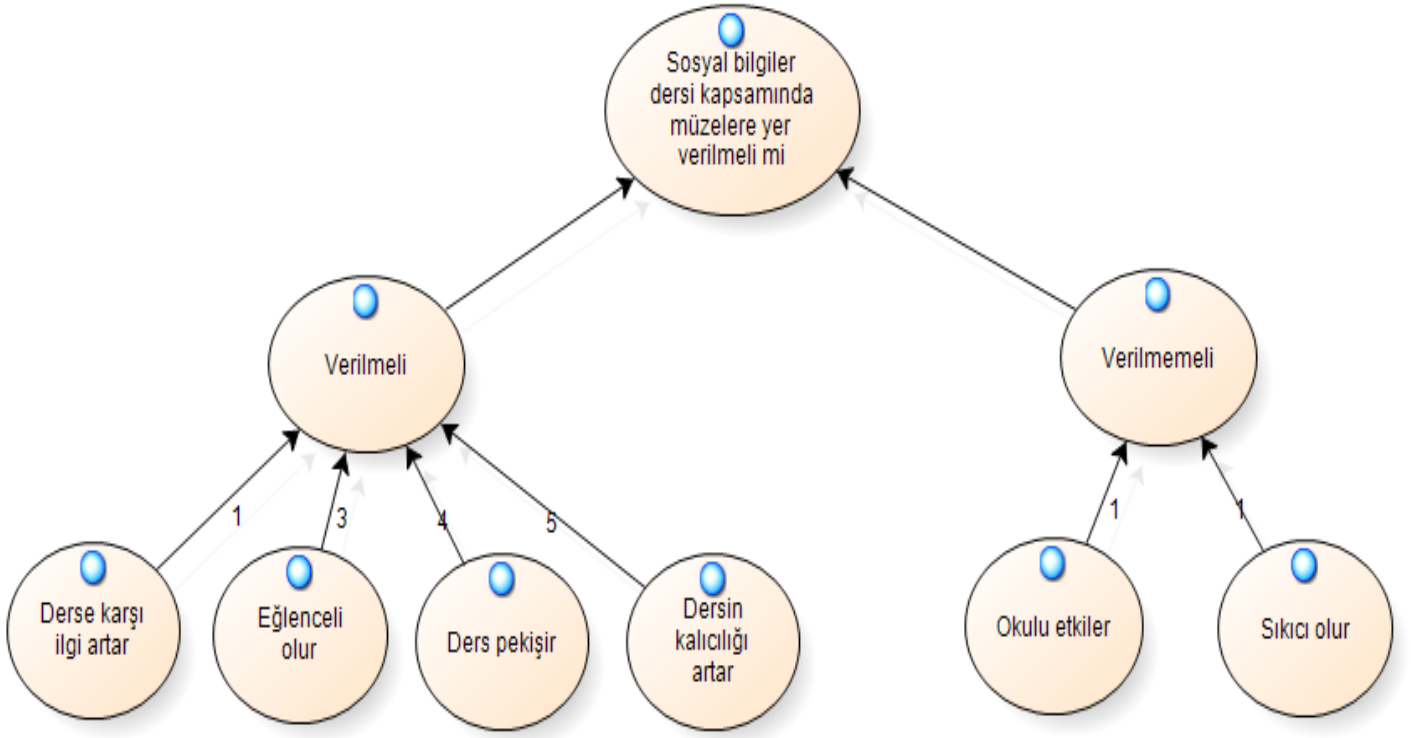 Sosyal bilgiler
dersi kapsamında
müzelere yer
verilmeli mi
Verilmeli
Verilmemeli
1
3
4
5
1
1
Derse karşı
ilgi artar
Eğlenceli
olur
Ders pekişir
Dersin
kalıcılığı
artar
Okulu etkiler
Sıkıcı olur